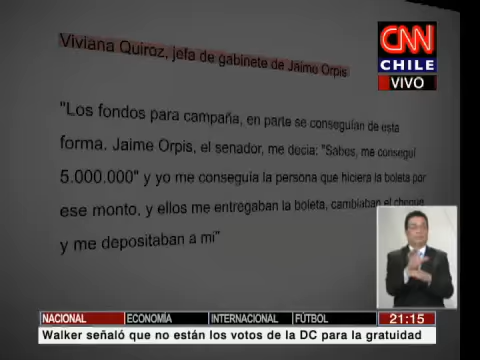 CNN
CHILE
VIVO
Viviana Quiroz, jefa de gabinete de Jaime Orpis
"Los fondos para campaña, en parte se conseguían de esta
forma. Jaime Orpis, el senador, me decía: "Sabes, me conseguí
5.000.000" y yo me conseguía la persona que hiciera la boleta por
ese monto, y ellos me entregaban la boleta, cambiaban el cheque
y me depositaban a mí"
NACIONAL ECONOMÍA INTERNACIONAL FÚTBOL 21:15
Walker señaló que no están los votos de la DC para la gratuidad